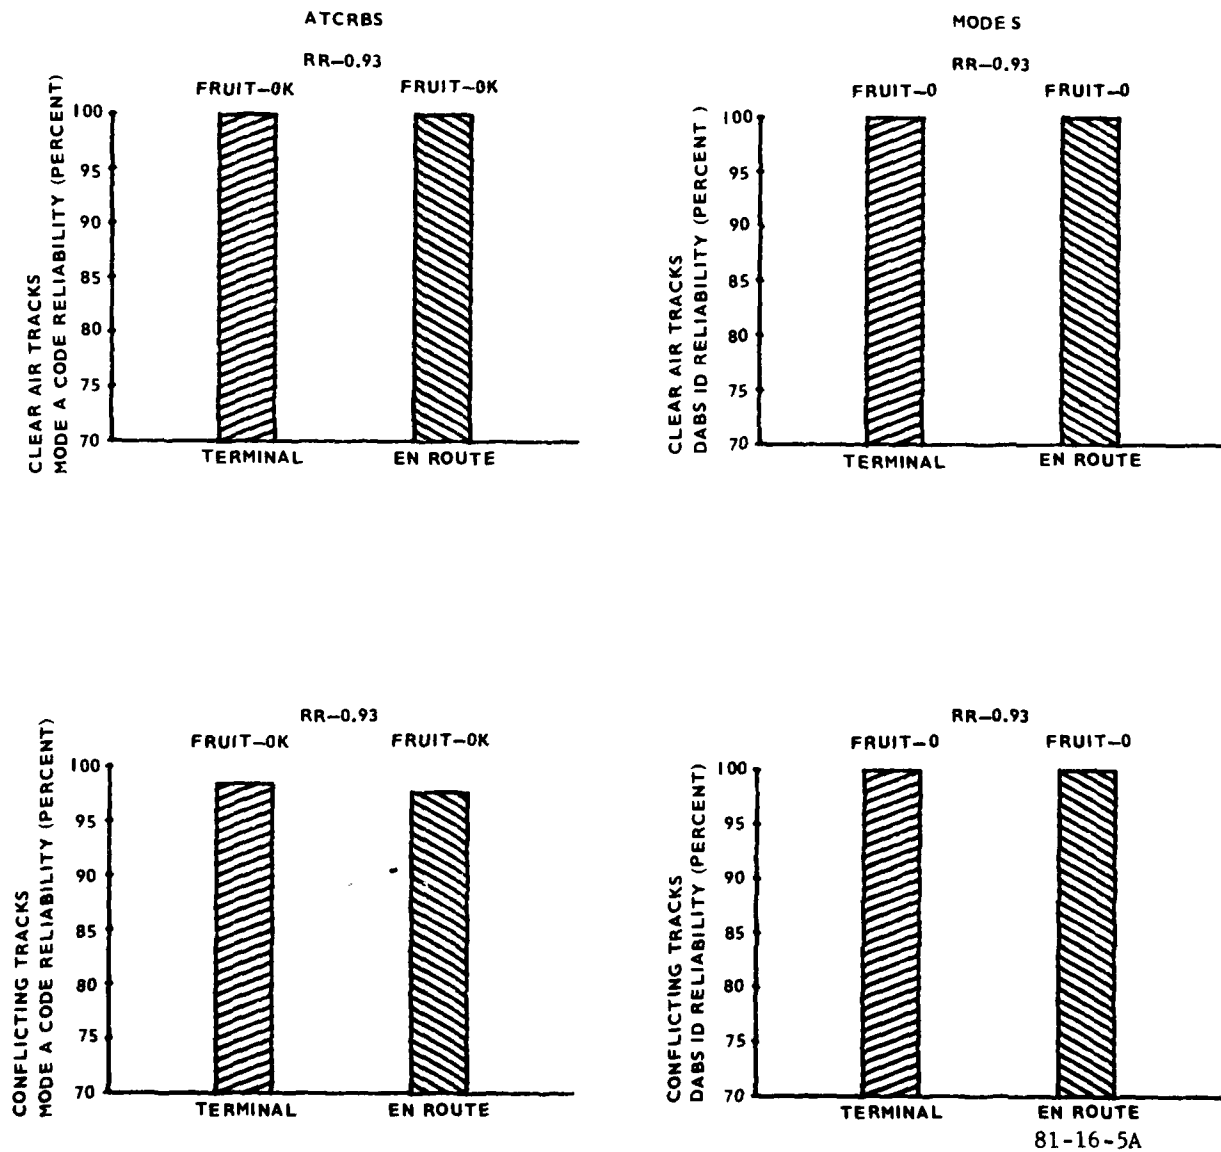 ATCRBS
RR-0.93
FRUIT-0K FRUIT-0K
CLEAR AIR TRACKS
MODE A CODE RELIABILITY (PERCENT)
100
95
90
85
80
75
70
TERMINAL EN ROUTE
MODE S
RR-0.93
FRUIT-0 FRUIT-0
CLEAR AIR TRACKS
DABS ID RELIABILITY (PERCENT )
100
95
90
85
80
75
70
TERMINAL EN ROUTE
RR-0.93
FRUIT-0K FRUIT-0K
CONFLICTING TRACKS
MODE A CODE RELIABILITY (PERCENT)
100
95
90
85
80
75
70
TERMINAL EN ROUTE
RR-0.93
FRUIT-0 FRUIT-0
CONFLICTING TRACKS
DABS ID RELIABILITY (PERCENT)
100
95
90
85
80
75
70
TERMINAL EN ROUTE
81-16-5A